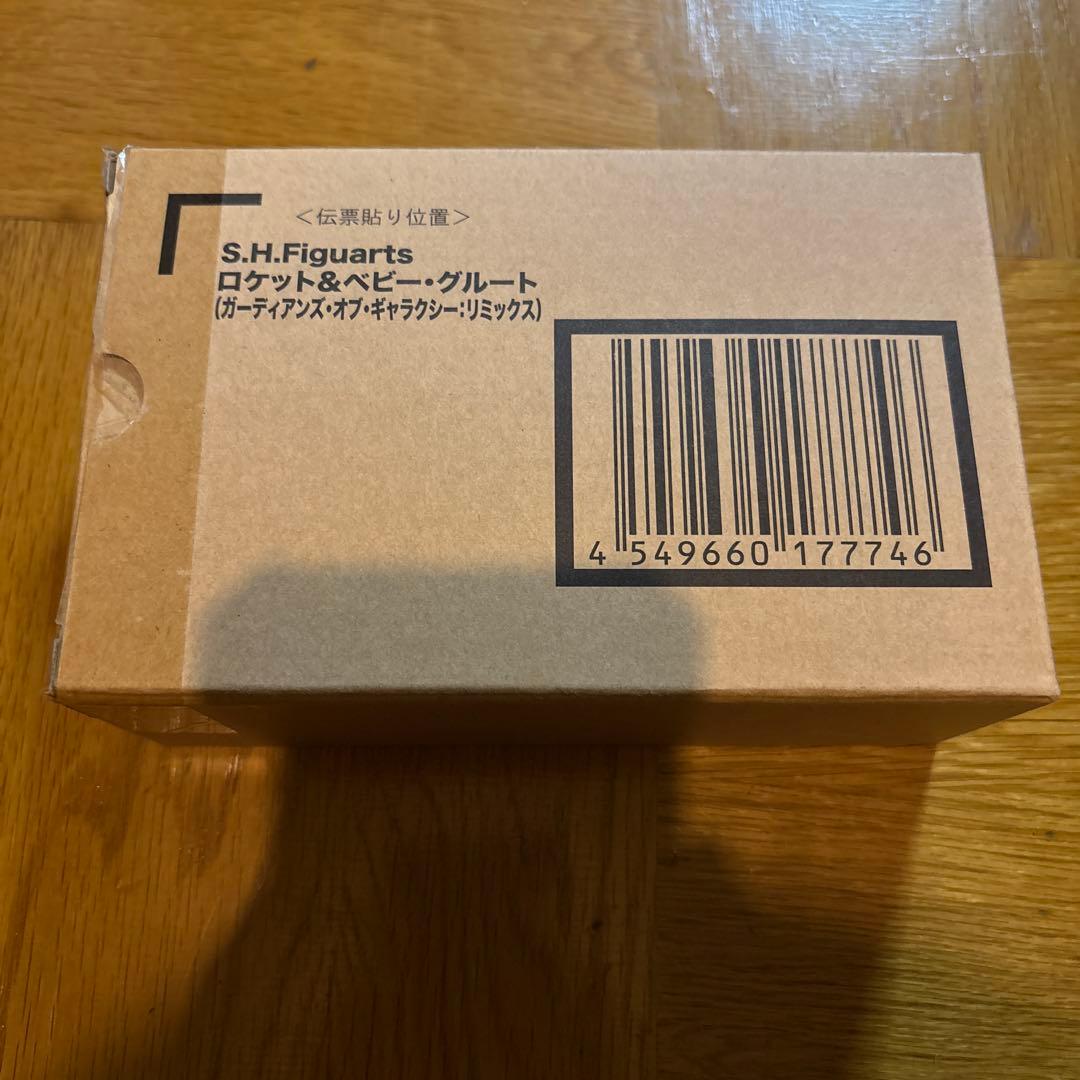 ＜伝票貼り位置＞
S.H.Figuarts
ロケット&ベビー・グルート
(ガーディアンズ・オブ・ギャラクシー:リミックス)
4 549660 177746